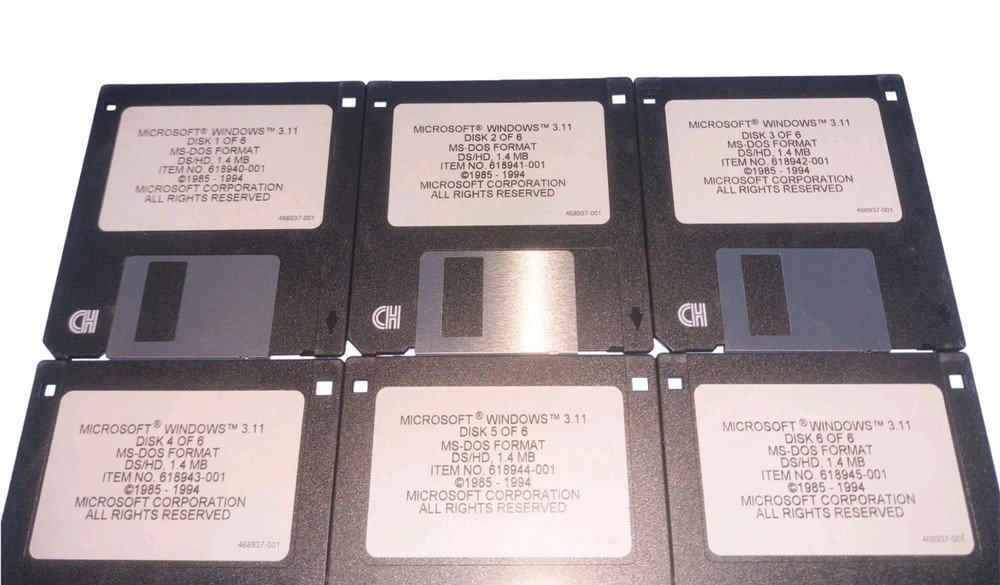 MICROSOFT® WINDOWS™ 3.11
DISK 1 OF 6
MS-DOS FORMAT
DS/HD, 1.4 MB
ITEM NO. 618940-001
©1985 - 1994
MICROSOFT CORPORATION
ALL RIGHTS RESERVED
468937-001
MICROSOFT® WINDOWS™ 3.11
DISK 2 OF 6
MS-DOS FORMAT
DS/HD, 1.4 MB
ITEM NO. 618941-001
©1985 - 1994
MICROSOFT CORPORATION
ALL RIGHTS RESERVED
468937-001
MICROSOFT® WINDOWS™ 3.11
DISK 3 OF 6
MS-DOS FORMAT
DS/HD, 1.4 MB
ITEM NO. 618942-001
©1985 - 1994
MICROSOFT CORPORATION
ALL RIGHTS RESERVED
468937-001
CH
CH
CH
MICROSOFT® WINDOWS™ 3.11
DISK 4 OF 6
MS-DOS FORMAT
DS/HD, 1.4 MB
ITEM NO. 618943-001
©1985 - 1994
MICROSOFT CORPORATION
ALL RIGHTS RESERVED
468937-001
MICROSOFT® WINDOWS™ 3.11
DISK 5 OF 6
MS-DOS FORMAT
DS/HD, 1.4 MB
ITEM NO. 618944-001
©1985 - 1994
MICROSOFT CORPORATION
ALL RIGHTS RESERVED
MICROSOFT® WINDOWS™ 3.11
DISK 6 OF 6
MS-DOS FORMAT
DS/HD, 1.4 MB
ITEM NO. 618945-001
©1985 - 1994
MICROSOFT CORPORATION
ALL RIGHTS RESERVED
468937-001